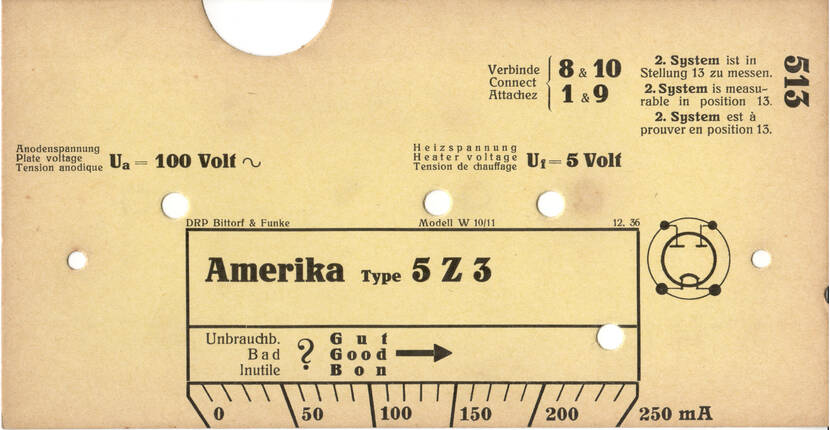 Verbinde
Connect
Attachez
8 & 10
1 & 9
2. System ist in
Stellung 13 zu messen.
2. System is measu-
rable in position 13.
2. System est à
prouver en position 13.
513
Anodenspannung
Plate voltage
Tension anodique
Ua = 100 Volt ~
Heizspannung
Heater voltage
Tension de chauffage
Uf = 5 Volt
DRP Bittorf & Funke
Modell W 10/11
12. 36
Amerika Type 5 Z 3
Unbrauchb.
Bad
Inutile
?
Gut
Good
Bon
0 50 100 150 200 250 mA